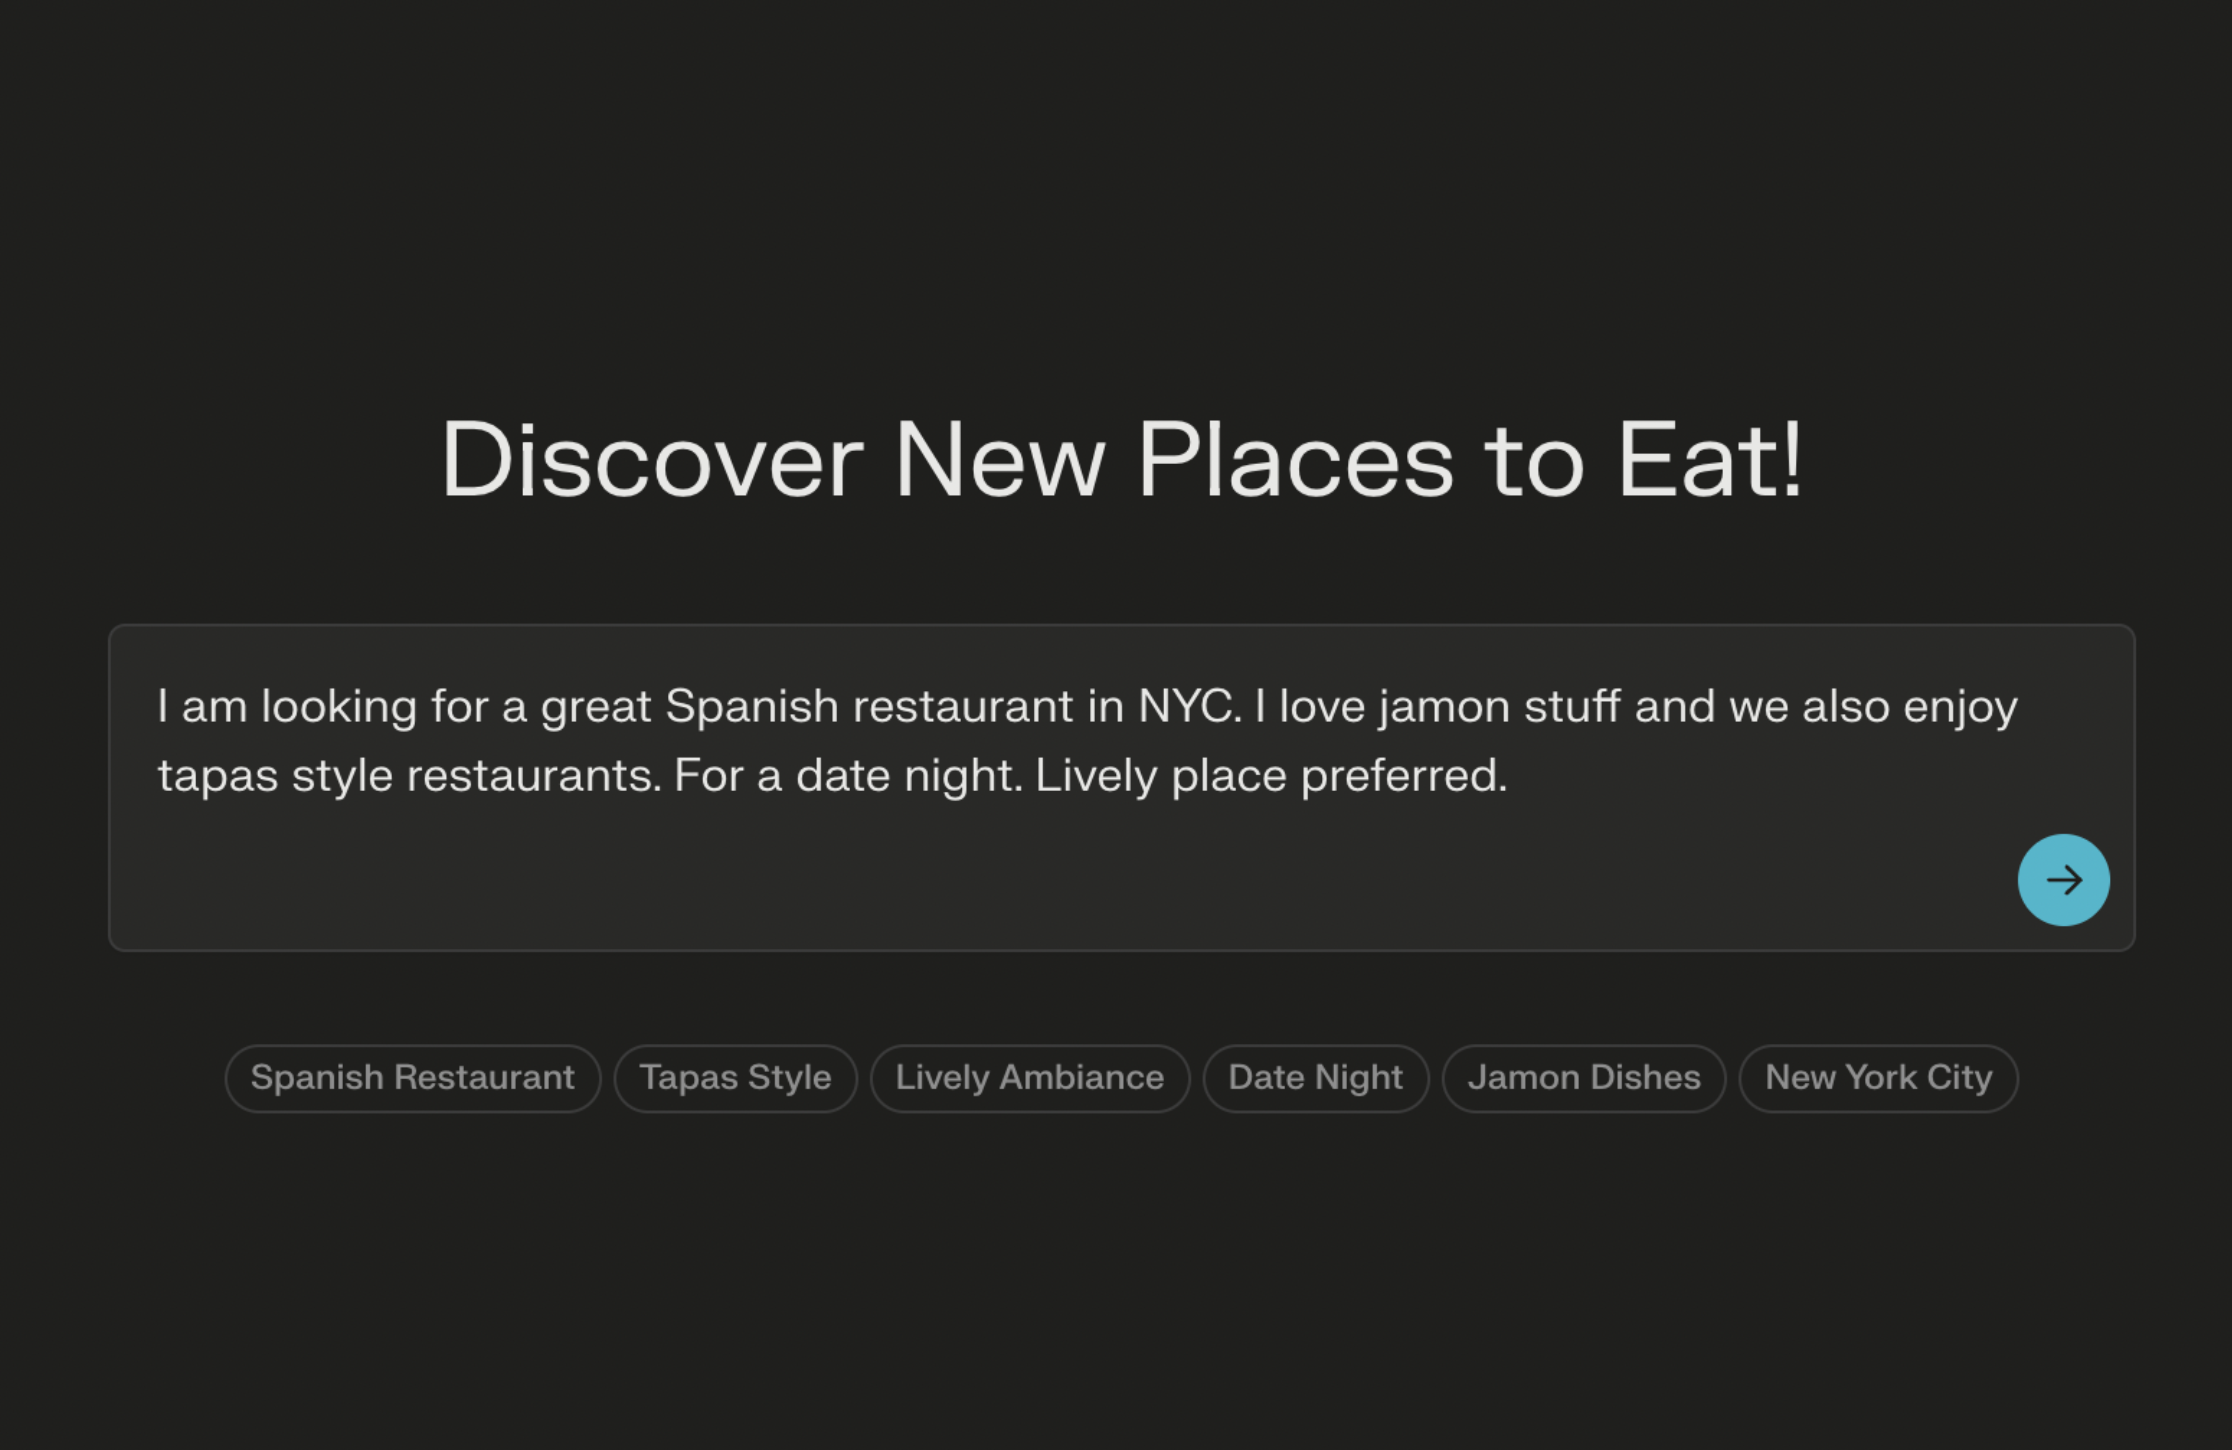 Discover New Places to Eat!
I am looking for a great Spanish restaurant in NYC. I love jamon stuff and we also enjoy
tapas style restaurants. For a date night. Lively place preferred.
Spanish Restaurant Tapas Style Lively Ambiance Date Night Jamon Dishes New York City